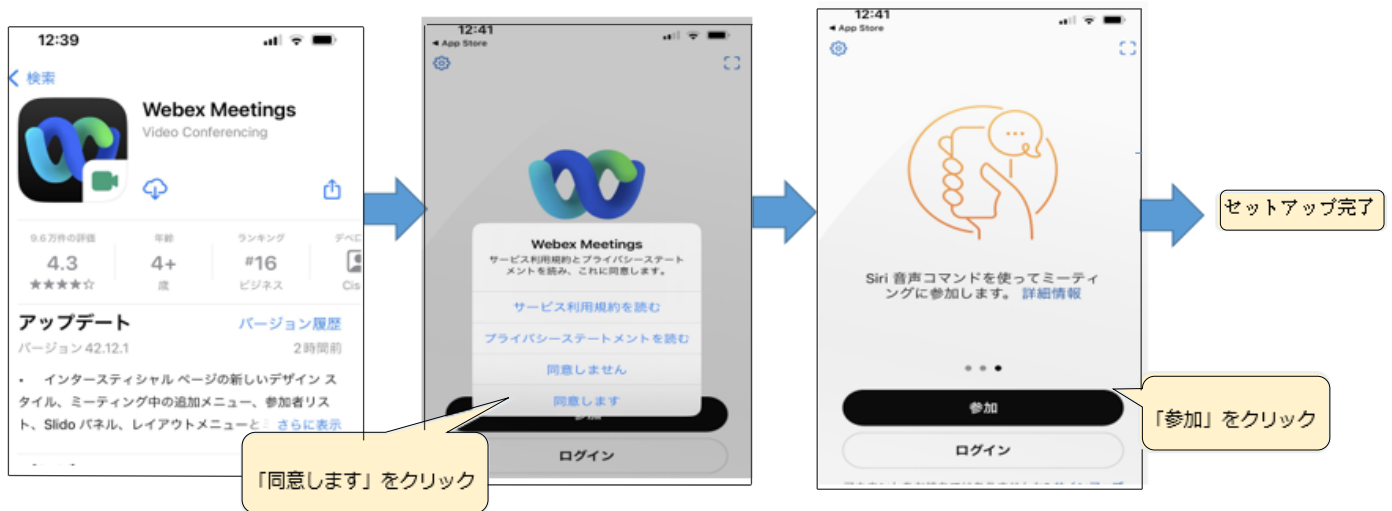 12:39
検索
Webex Meetings
Video Conferencing
9.6万件の評価
年齢
ランキング
4.3
4+
#16
★★★★☆
歳
ビジネス
Cis
アップデート
バージョン履歴
バージョン 42.12.1
2時間前
• インタースティシャル ページの新しいデザイン ス
タイル、ミーティング中の追加メニュー、参加者リス
ト、Slido パネル、レイアウトメニューと
さらに表示
12:41
◀ App Store
Webex Meetings
サービス利用規約とプライバシーステート
メントを読み、これに同意します。
サービス利用規約を読む
プライバシーステートメントを読む
同意しません
同意します
ログイン
「同意します」をクリック
12:41
◀ App Store
Siri 音声コマンドを使ってミーティ
ングに参加します。 詳細情報
参加
ログイン
「参加」をクリック
セットアップ完了